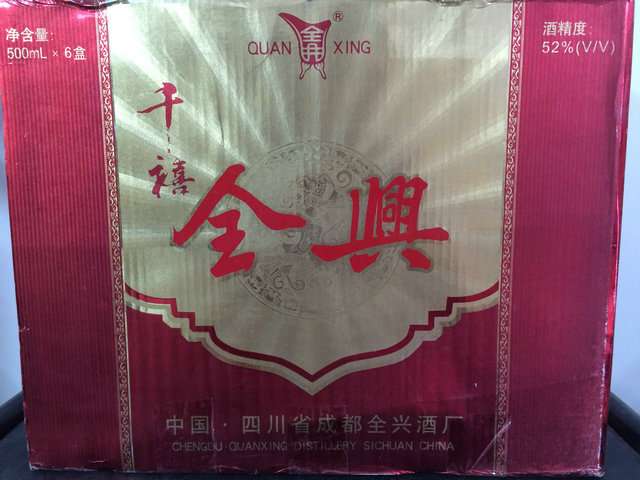 净含量:
500mL × 6盒
QUAN XING
®
酒精度:
52%(V/V)
千禧
全興
中国·四川省成都全兴酒厂
CHENGDU QUANXING DISTILLERY SICHUAN CHINA